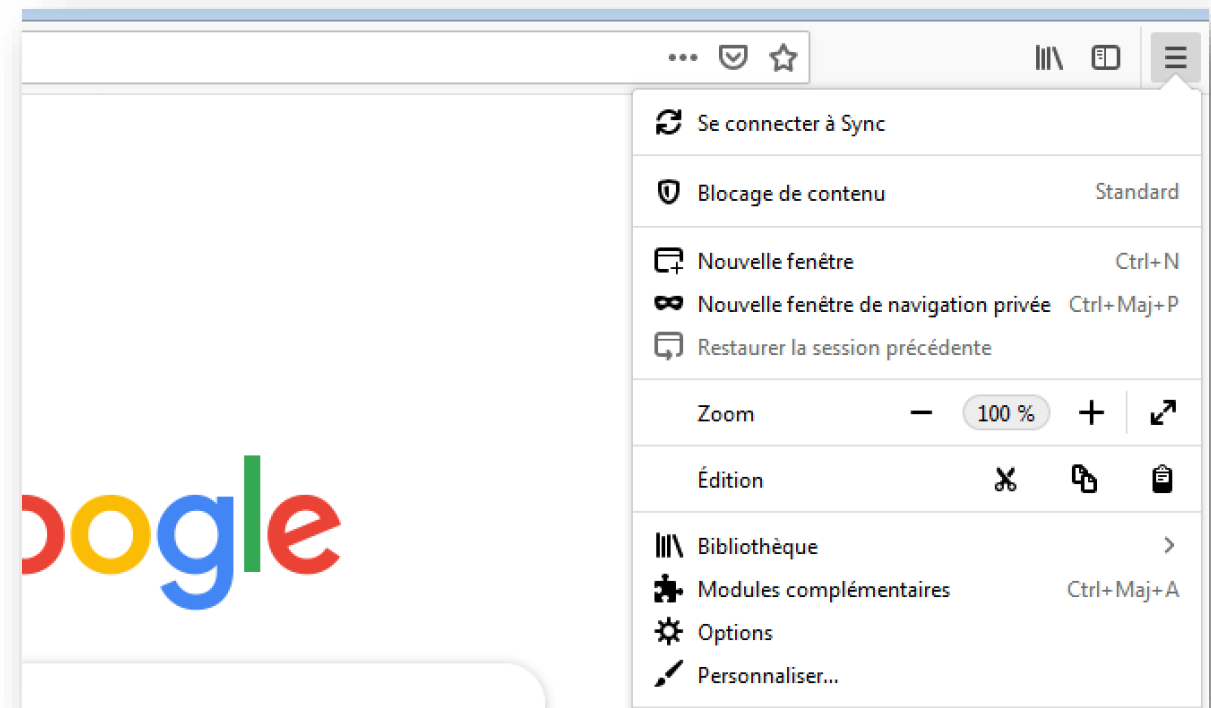 Se connecter à Sync
Blocage de contenu Standard
Nouvelle fenêtre Ctrl+N
Nouvelle fenêtre de navigation privée Ctrl+Maj+P
Restaurer la session précédente
Zoom 100 %
Édition
oogle
Bibliothèque
Modules complémentaires Ctrl+Maj+A
Options
Personnaliser...